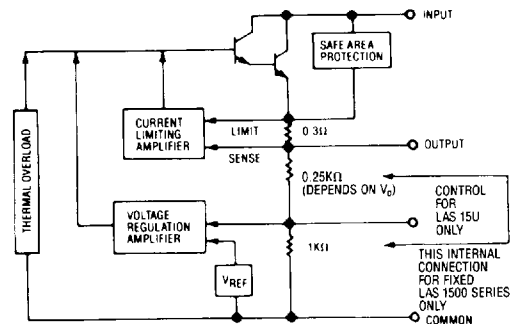 INPUT
SAFE AREA
PROTECTION
CURRENT
LIMITING
AMPLIFIER
LIMIT
0.3Ω
SENSE
OUTPUT
THERMAL OVERLOAD
0.25KΩ
(DEPENDS ON Vo)
CONTROL
FOR
LAS 15U
ONLY
VOLTAGE
REGULATION
AMPLIFIER
1KΩ
VREF
THIS INTERNAL
CONNECTION
FOR FIXED
LAS 1500 SERIES
ONLY
COMMON